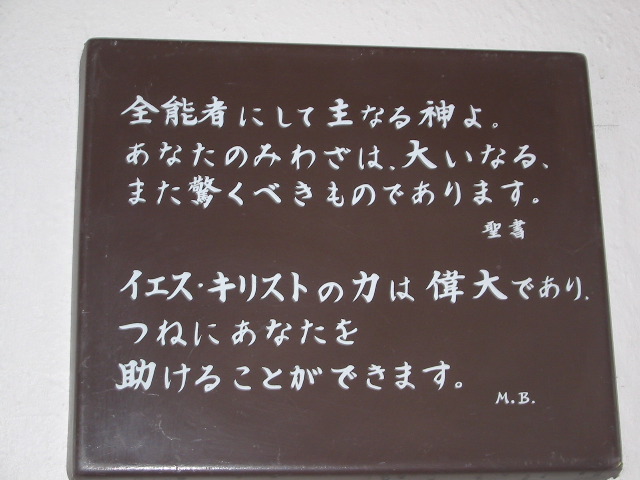 全能者にして主なる神よ。
あなたのみわざは、大いなる、
また驚くべきものであります。
聖書
イエス・キリストの力は偉大であり、
つねにあなたを
助けることができます。
M.B.